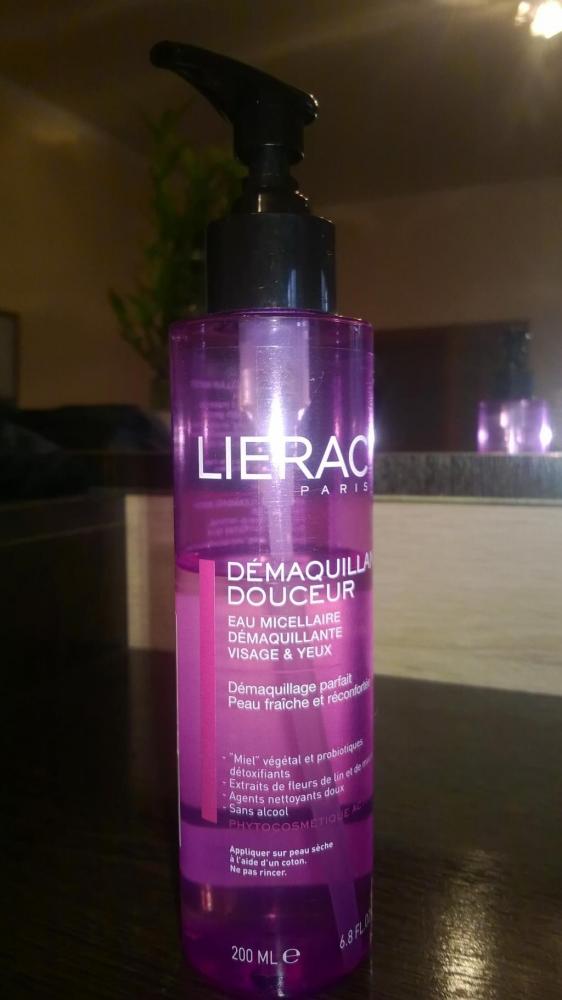 LIERAC
PARIS
DÉMAQUILLAN
DOUCEUR
EAU MICELLAIRE
DÉMAQUILLANTE
VISAGE & YEUX
Démaquillage parfait
Peau fraîche et réconfortée
- "Miel" végétal et probiotiques
détoxifiants
- Extraits de fleurs de lin et de
- Agents nettoyants doux
- Sans alcool
PHYTOCOSMÉTIQUE AC
Appliquer sur peau sèche
à l'aide d'un coton.
Ne pas rincer.
200 ML e
6.8 FL.O